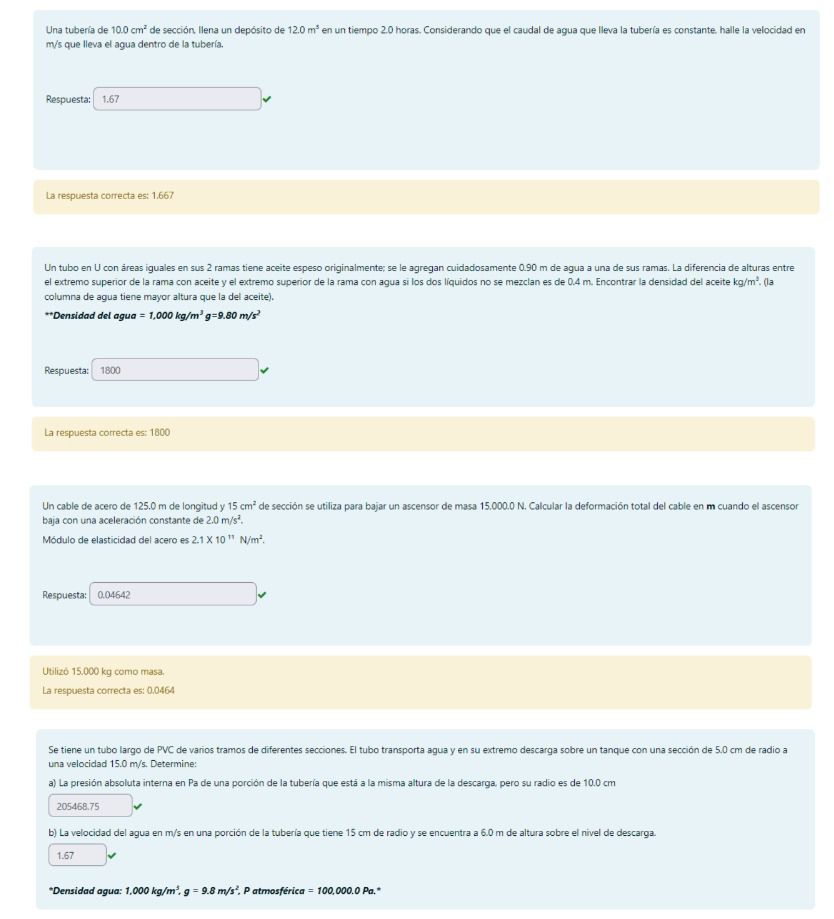 Una tubería de 10.0 cm² de sección, llena un depósito de 12.0 m³ en un tiempo 2.0 horas. Considerando que el caudal de agua que lleva la tubería es constante, halle la velocidad en
m/s que lleva el agua dentro de la tubería.
Respuesta: 1.67
La respuesta correcta es: 1.667
Un tubo en U con áreas iguales en sus 2 ramas tiene aceite espeso originalmente; se le agregan cuidadosamente 0.90 m de agua a una de sus ramas. La diferencia de alturas entre
el extremo superior de la rama con aceite y el extremo superior de la rama con agua si los dos líquidos no se mezclan es de 0.4 m. Encontrar la densidad del aceite kg/m³. (la
columna de agua tiene mayor altura que la del aceite).
**Densidad del agua = 1,000 kg/m³ g=9.80 m/s²
Respuesta: 1800
La respuesta correcta es: 1800
Un cable de acero de 125.0 m de longitud y 15 cm² de sección se utiliza para bajar un ascensor de masa 15,000.0 N. Calcular la deformación total del cable en m cuando el ascensor
baja con una aceleración constante de 2.0 m/s².
Módulo de elasticidad del acero es 2.1 X 10 ¹¹ N/m².
Respuesta: 0.04642
Utilizó 15,000 kg como masa.
La respuesta correcta es: 0.0464
Se tiene un tubo largo de PVC de varios tramos de diferentes secciones. El tubo transporta agua y en su extremo descarga sobre un tanque con una sección de 5.0 cm de radio a
una velocidad 15.0 m/s. Determine:
a) La presión absoluta interna en Pa de una porción de la tubería que está a la misma altura de la descarga, pero su radio es de 10.0 cm
205468.75
b) La velocidad del agua en m/s en una porción de la tubería que tiene 15 cm de radio y se encuentra a 6.0 m de altura sobre el nivel de descarga.
1.67
*Densidad agua: 1,000 kg/m³, g = 9.8 m/s², P atmosférica = 100,000.0 Pa.*